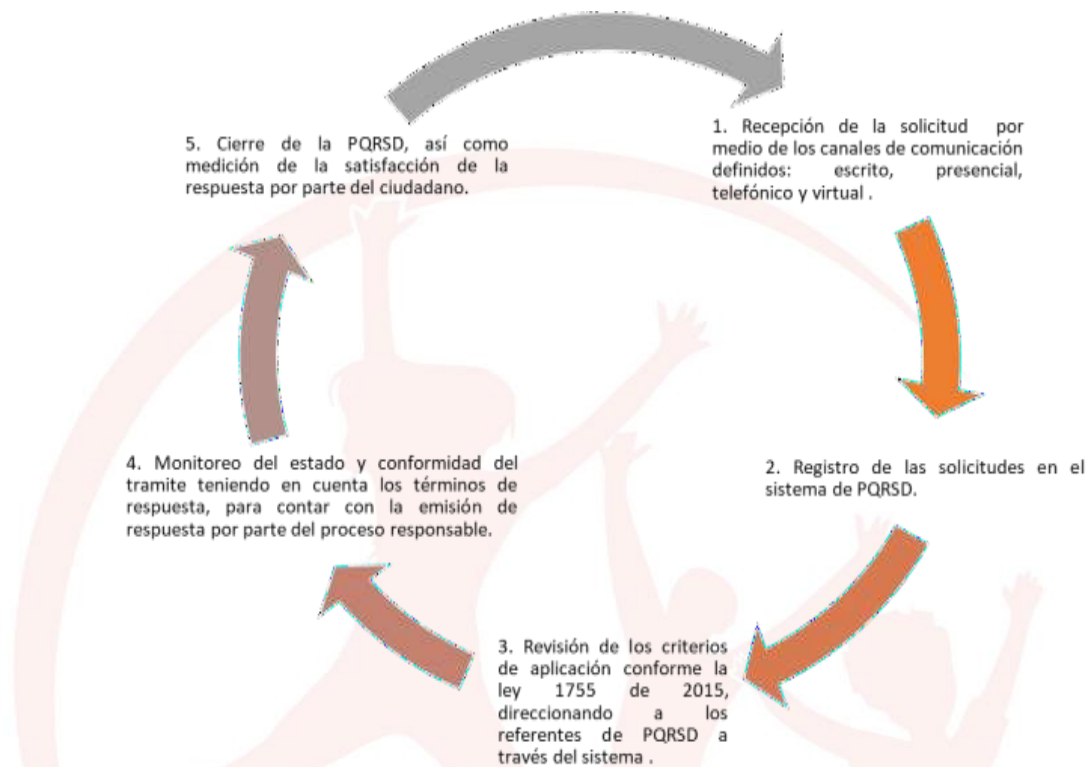 1. Recepción de la solicitud por
medio de los canales de comunicación
definidos: escrito, presencial,
telefónico y virtual .
2. Registro de las solicitudes en el
sistema de PQRSD.
3. Revisión de los criterios
de aplicación conforme la
ley 1755 de 2015,
direccionando a los
referentes de PQRSD a
través del sistema .
4. Monitoreo del estado y conformidad del
tramite teniendo en cuenta los términos de
respuesta, para contar con la emisión de
respuesta por parte del proceso responsable.
5. Cierre de la PQRSD, así como
medición de la satisfacción de la
respuesta por parte del ciudadano.